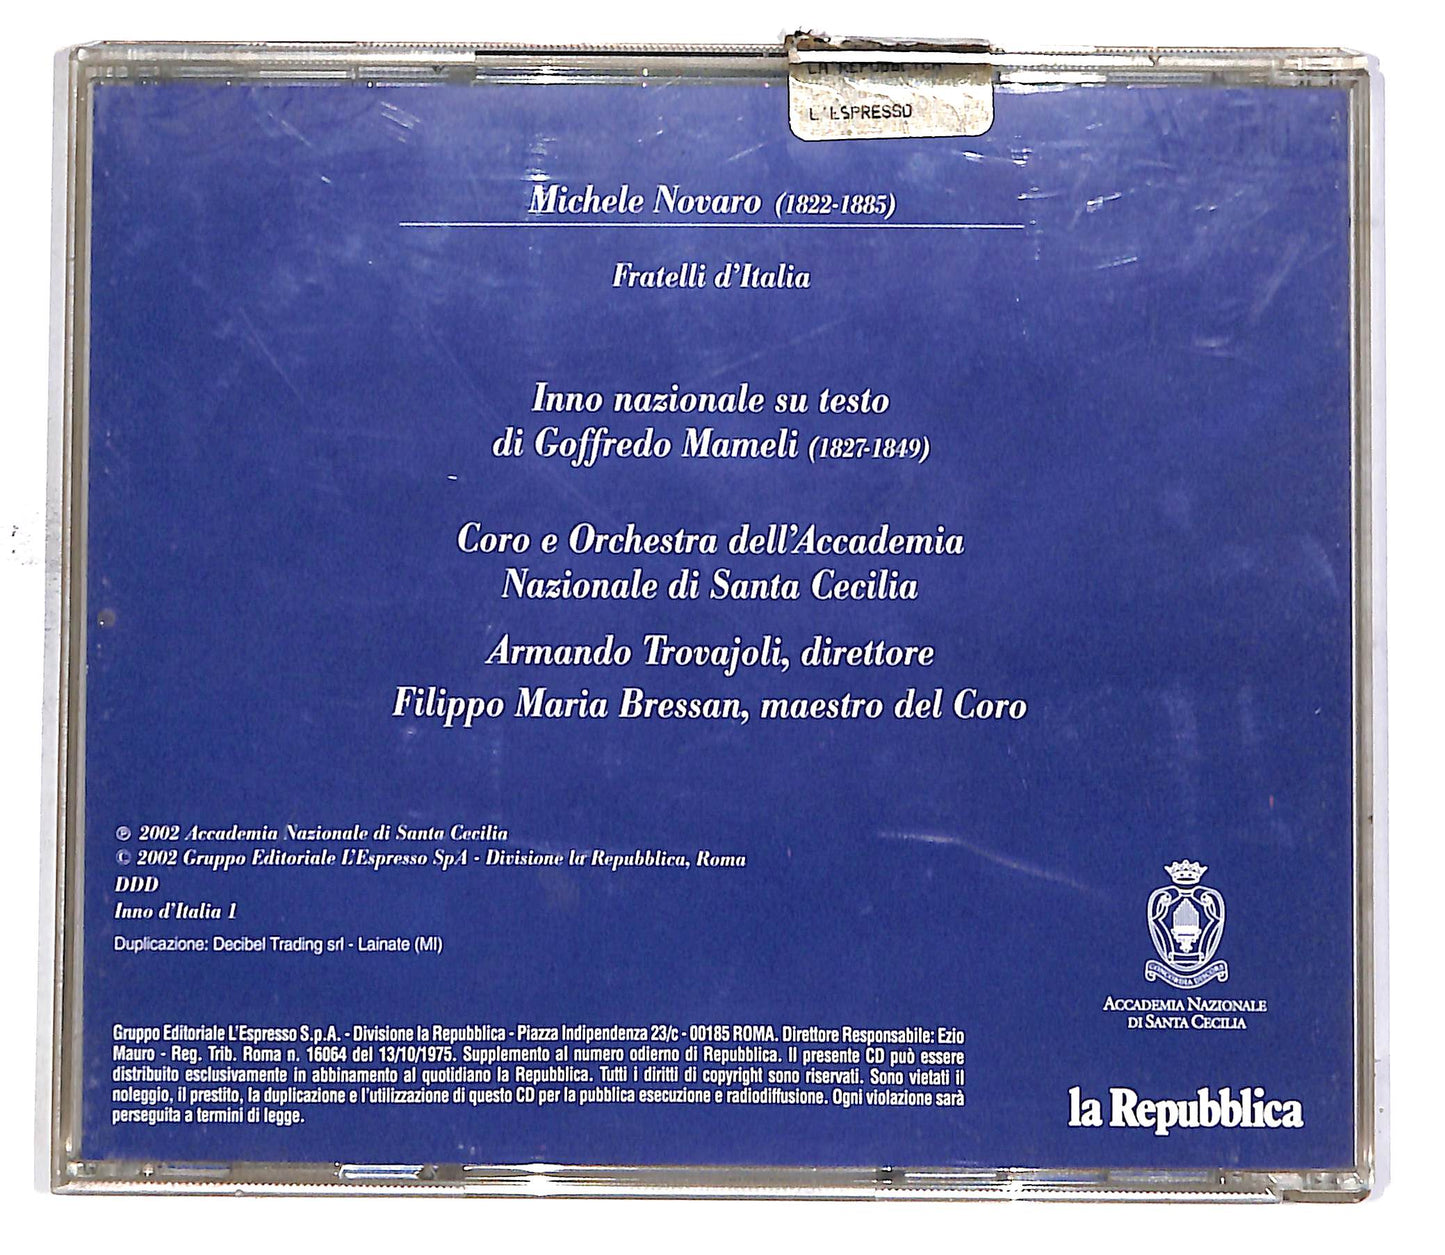 LA REPUBBLICA
L'ESPRESSO
Michele Novaro (1822-1885)
Fratelli d'Italia
Inno nazionale su testo
di Goffredo Mameli (1827-1849)
Coro e Orchestra dell'Accademia
Nazionale di Santa Cecilia
Armando Trovajoli, direttore
Filippo Maria Bressan, maestro del Coro
℗ 2002 Accademia Nazionale di Santa Cecilia
© 2002 Gruppo Editoriale L'Espresso SpA - Divisione la Repubblica, Roma
DDD
Inno d'Italia 1
Duplicazione: Decibel Trading srl - Lainate (MI)
CONCORDIA DISCORS
ACCADEMIA NAZIONALE
DI SANTA CECILIA
Gruppo Editoriale L'Espresso S.p.A. - Divisione la Repubblica - Piazza Indipendenza 23/c - 00185 ROMA. Direttore Responsabile: Ezio
Mauro - Reg. Trib. Roma n. 16064 del 13/10/1975. Supplemento al numero odierno di Repubblica. Il presente CD può essere
distribuito esclusivamente in abbinamento al quotidiano la Repubblica. Tutti i diritti di copyright sono riservati. Sono vietati il
noleggio, il prestito, la duplicazione e l'utilizzazione di questo CD per la pubblica esecuzione e radiodiffusione. Ogni violazione sarà
perseguita a termini di legge.
la Repubblica